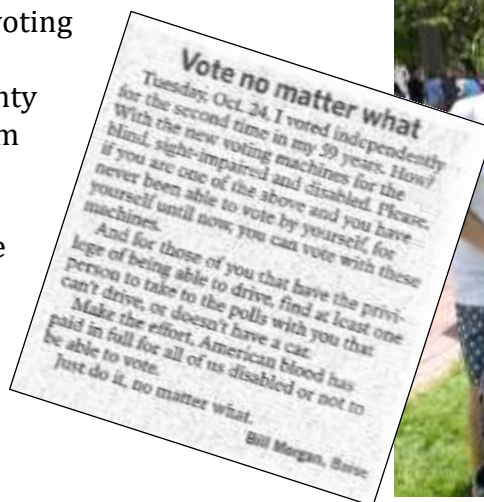 voting
nty
m
e
Vote no matter what
Tuesday, Oct. 24, I voted independently
for the second time in my 59 years. How?
With the new voting machines for the
blind, sight-impaired and disabled. Please,
if you are one of the above and you have
never been able to vote by yourself, for
yourself until now, you can vote with these
machines.
And for those of you that have the privi-
lege of being able to drive, find at least one
person to take to the polls with you that
can't drive, or doesn't have a car.
Make the effort. American blood has
paid in full for all of us disabled or not to
be able to vote.
Just do it, no matter what.
Bill Morgan, Boise